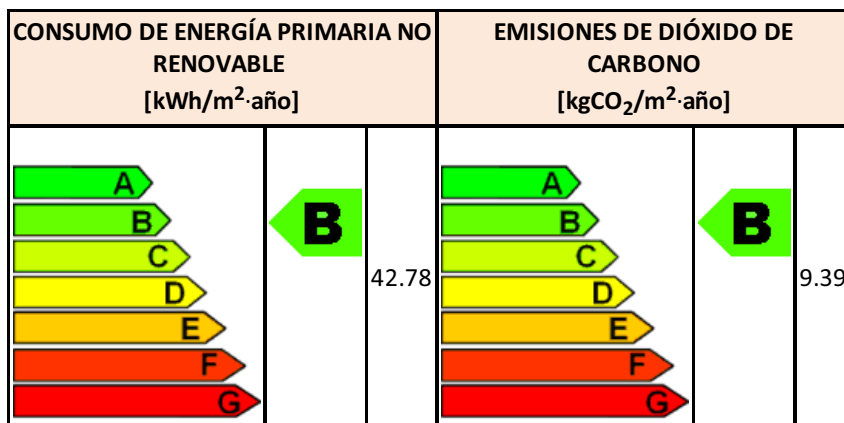 CONSUMO DE ENERGÍA PRIMARIA NO
RENOVABLE
[kWh/m²·año]
EMISIONES DE DIÓXIDO DE
CARBONO
[kgCO₂/m²·año]
A
B
C
D
E
F
G
B
42.78
A
B
C
D
E
F
G
B
9.39